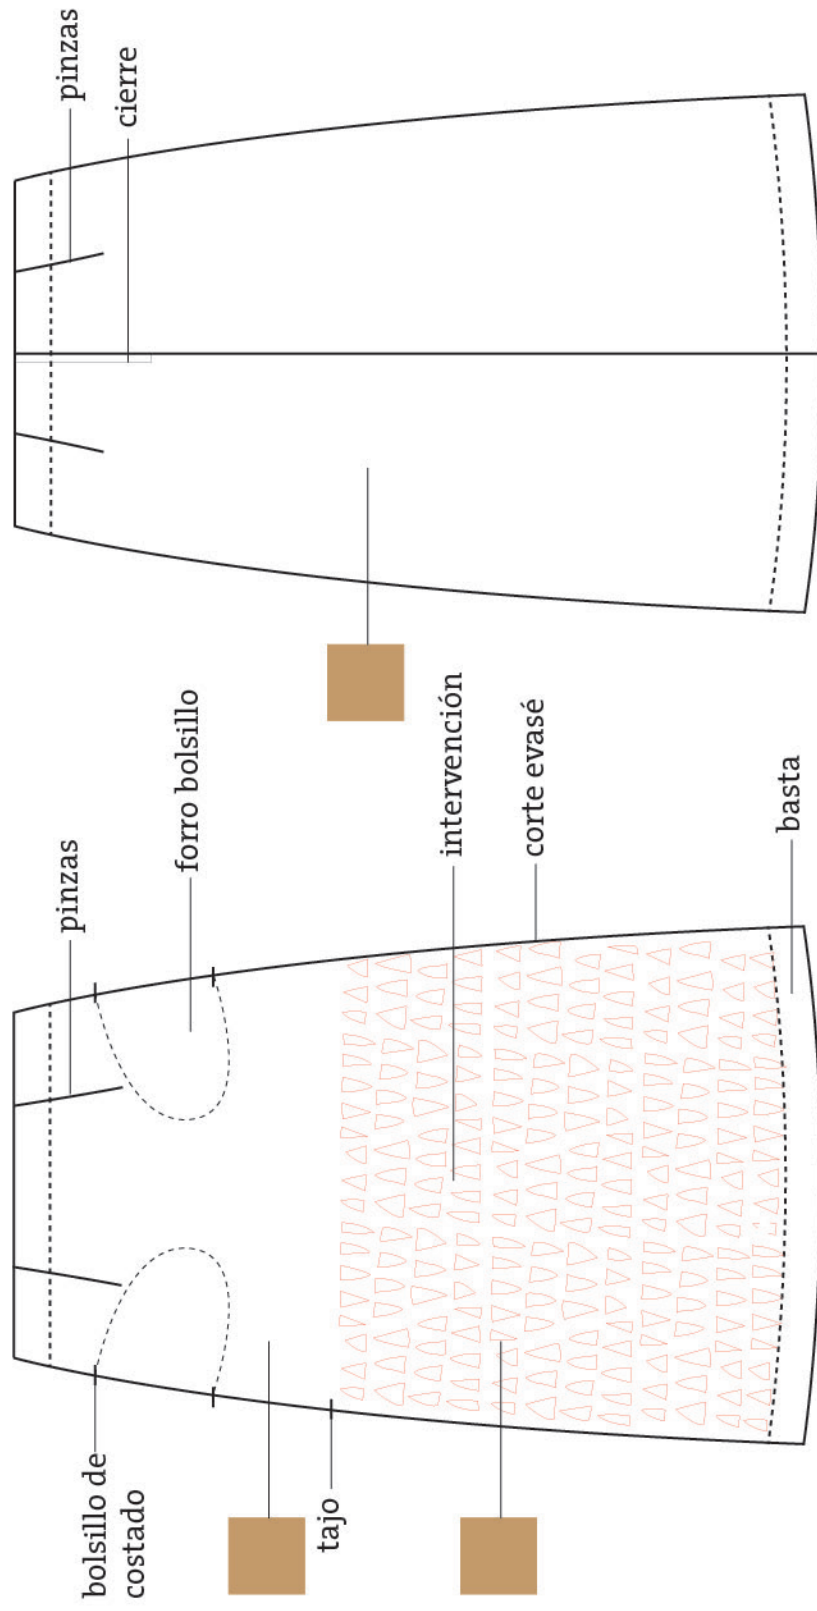 pinzas
cierre
pinzas
forro bolsillo
intervención
corte evasé
basta
bolsillo de
costado
tajo